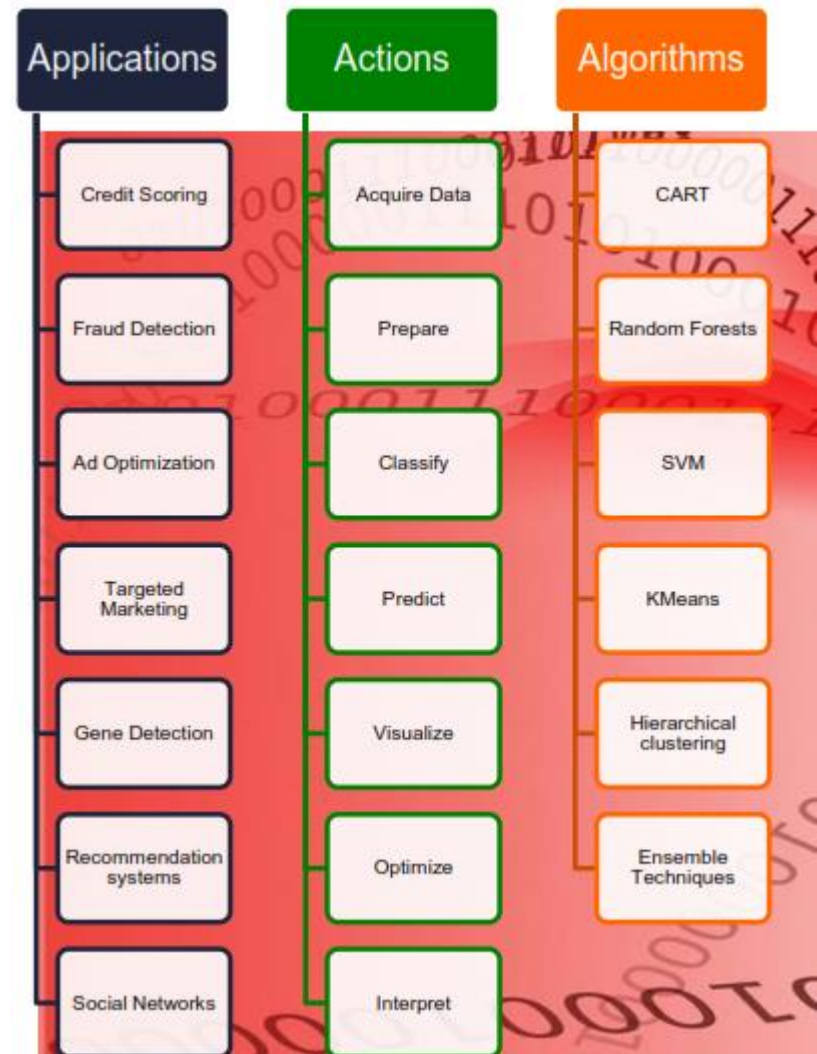 Applications
Credit Scoring
Fraud Detection
Ad Optimization
Targeted
Marketing
Gene Detection
Recommendation
systems
Social Networks
Actions
Acquire Data
Prepare
Classify
Predict
Visualize
Optimize
Interpret
Algorithms
CART
Random Forests
SVM
KMeans
Hierarchical
clustering
Ensemble
Techniques